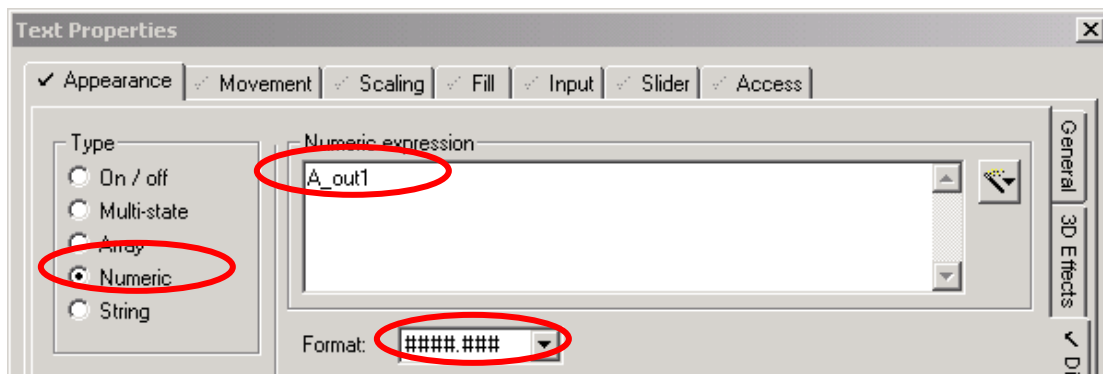 Text Properties
Appearance Movement Scaling Fill Input Slider Access
Type
On / off
Multi-state
Array
Numeric
String
Numeric expression
A_out1
Format: ####.###
General
3D Effects
Di